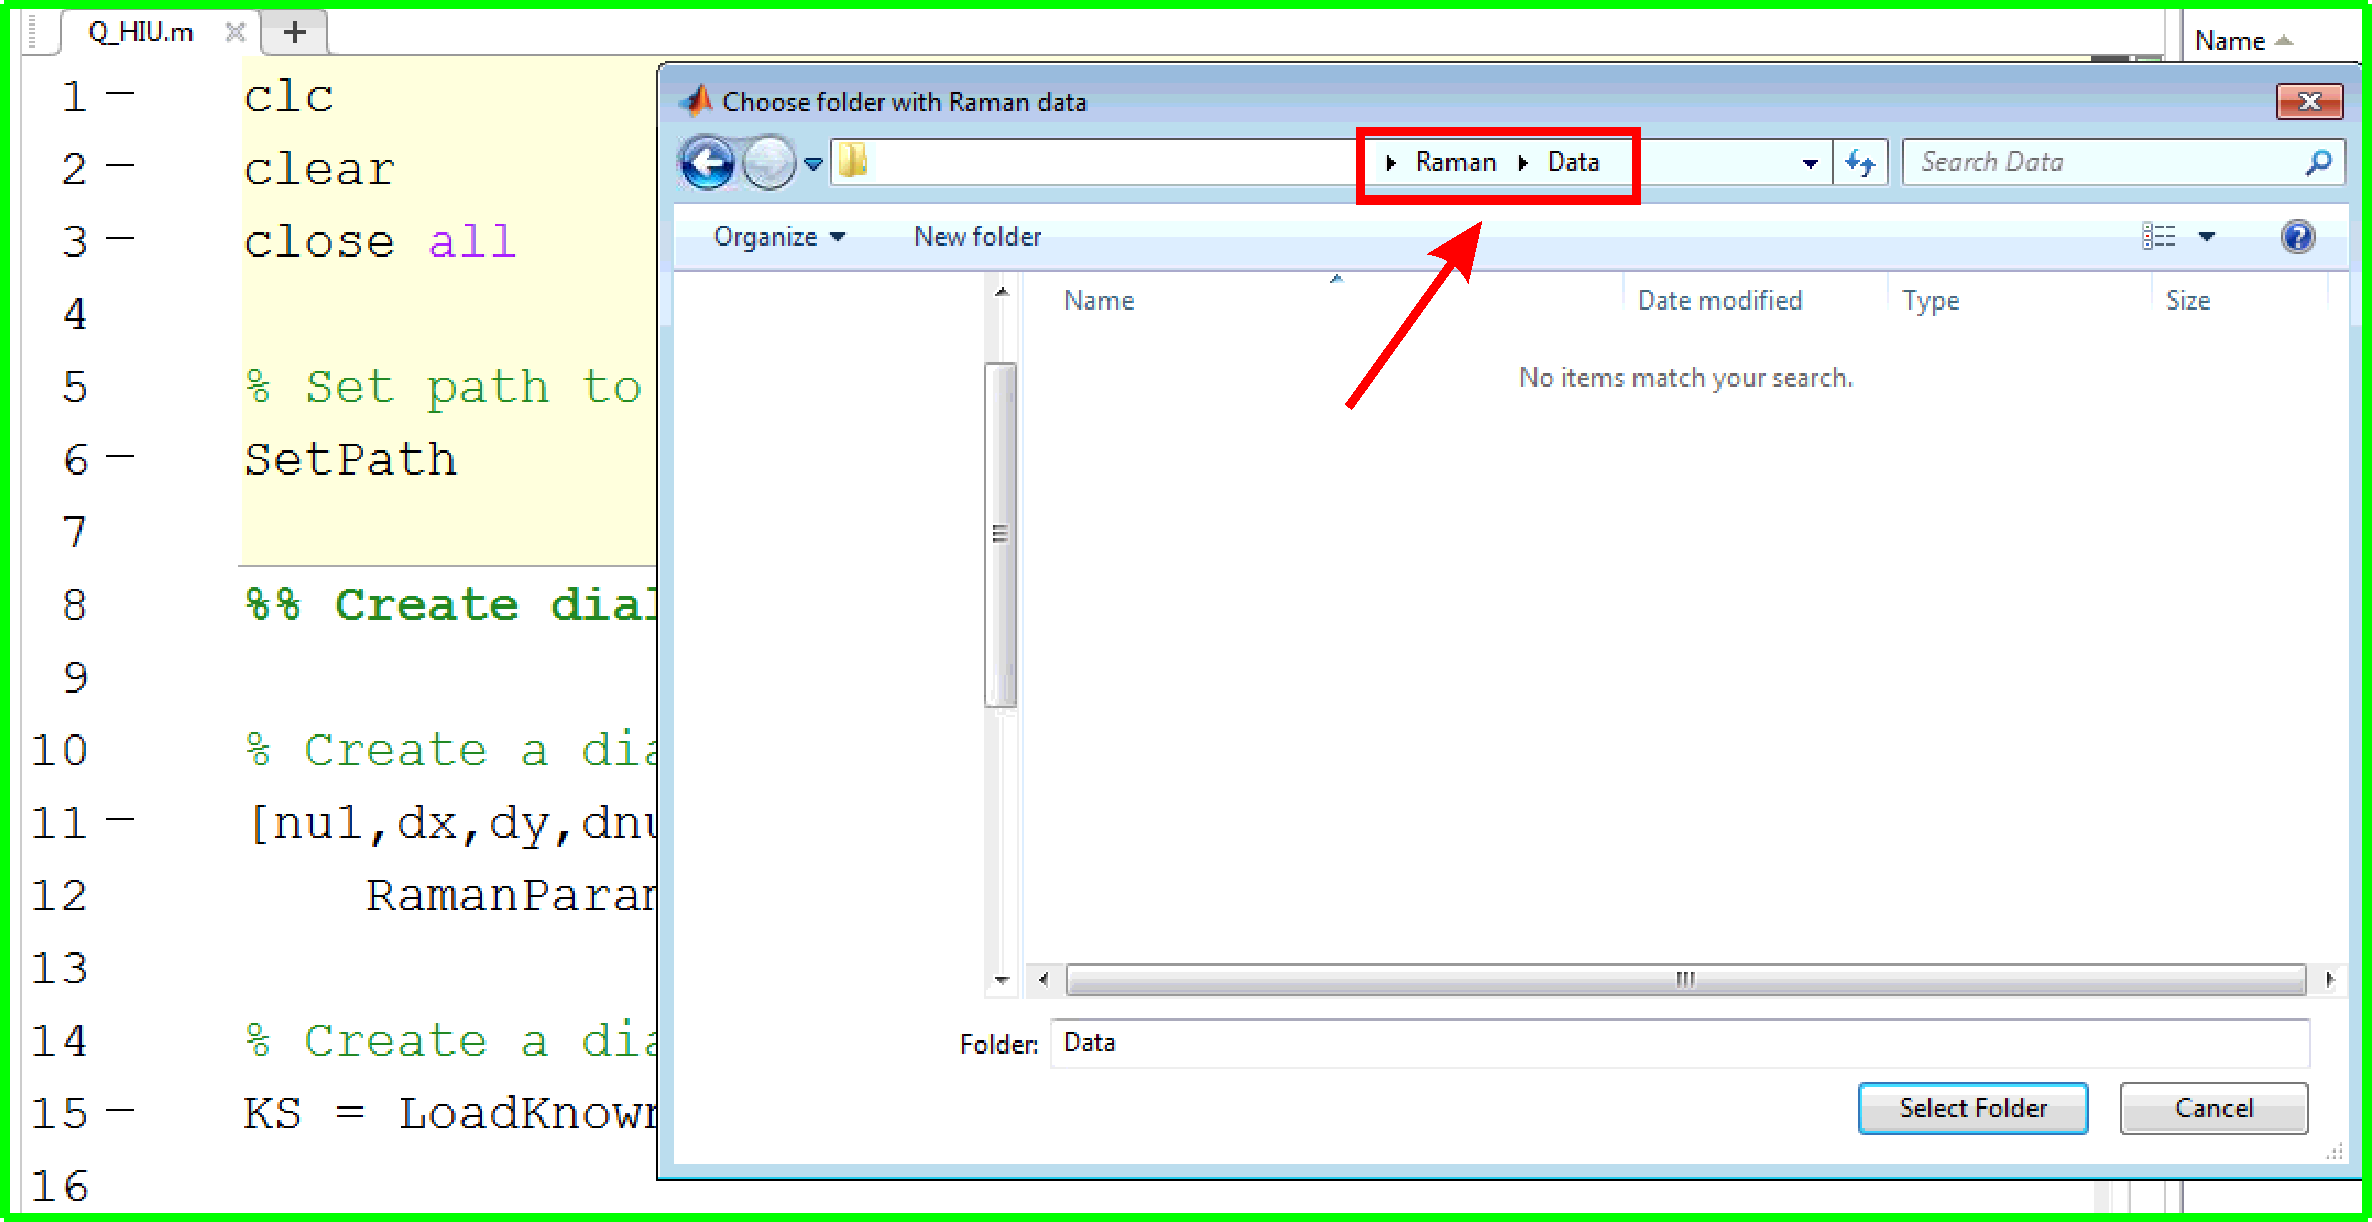 Q_HIU.m
Name
1 clc
2 clear
3 close all
4
5 % Set path to
6 SetPath
7
8 %% Create dial
9
10 % Create a dia
11 [nu1,dx,dy,dnu
12 RamanParam
13
14 % Create a dia
15 KS = LoadKnown
16
Choose folder with Raman data
Raman Data
Search Data
Organize New folder
Name Date modified Type Size
No items match your search.
Folder: Data
Select Folder Cancel